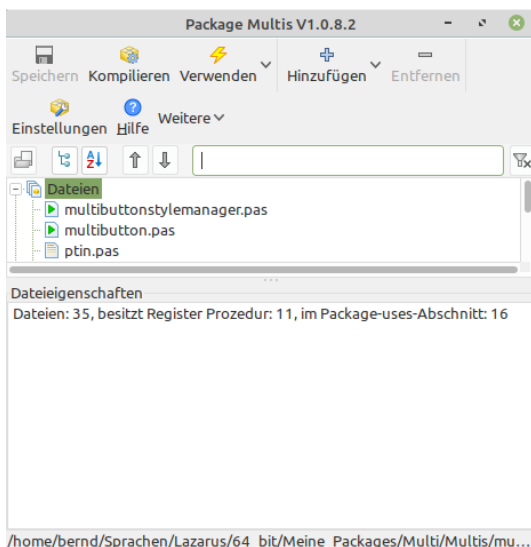 Package Multis V1.0.8.2
Speichern Kompilieren Verwenden Hinzufügen Entfernen
Einstellungen Hilfe Weitere
Dateien
multibuttonstylemanager.pas
multibutton.pas
ptin.pas
Dateieigenschaften
Dateien: 35, besitzt Register Prozedur: 11, im Package-uses-Abschnitt: 16
/home/bernd/Sprachen/Lazarus/64_bit/Meine_Packages/Multi/Multis/mu...